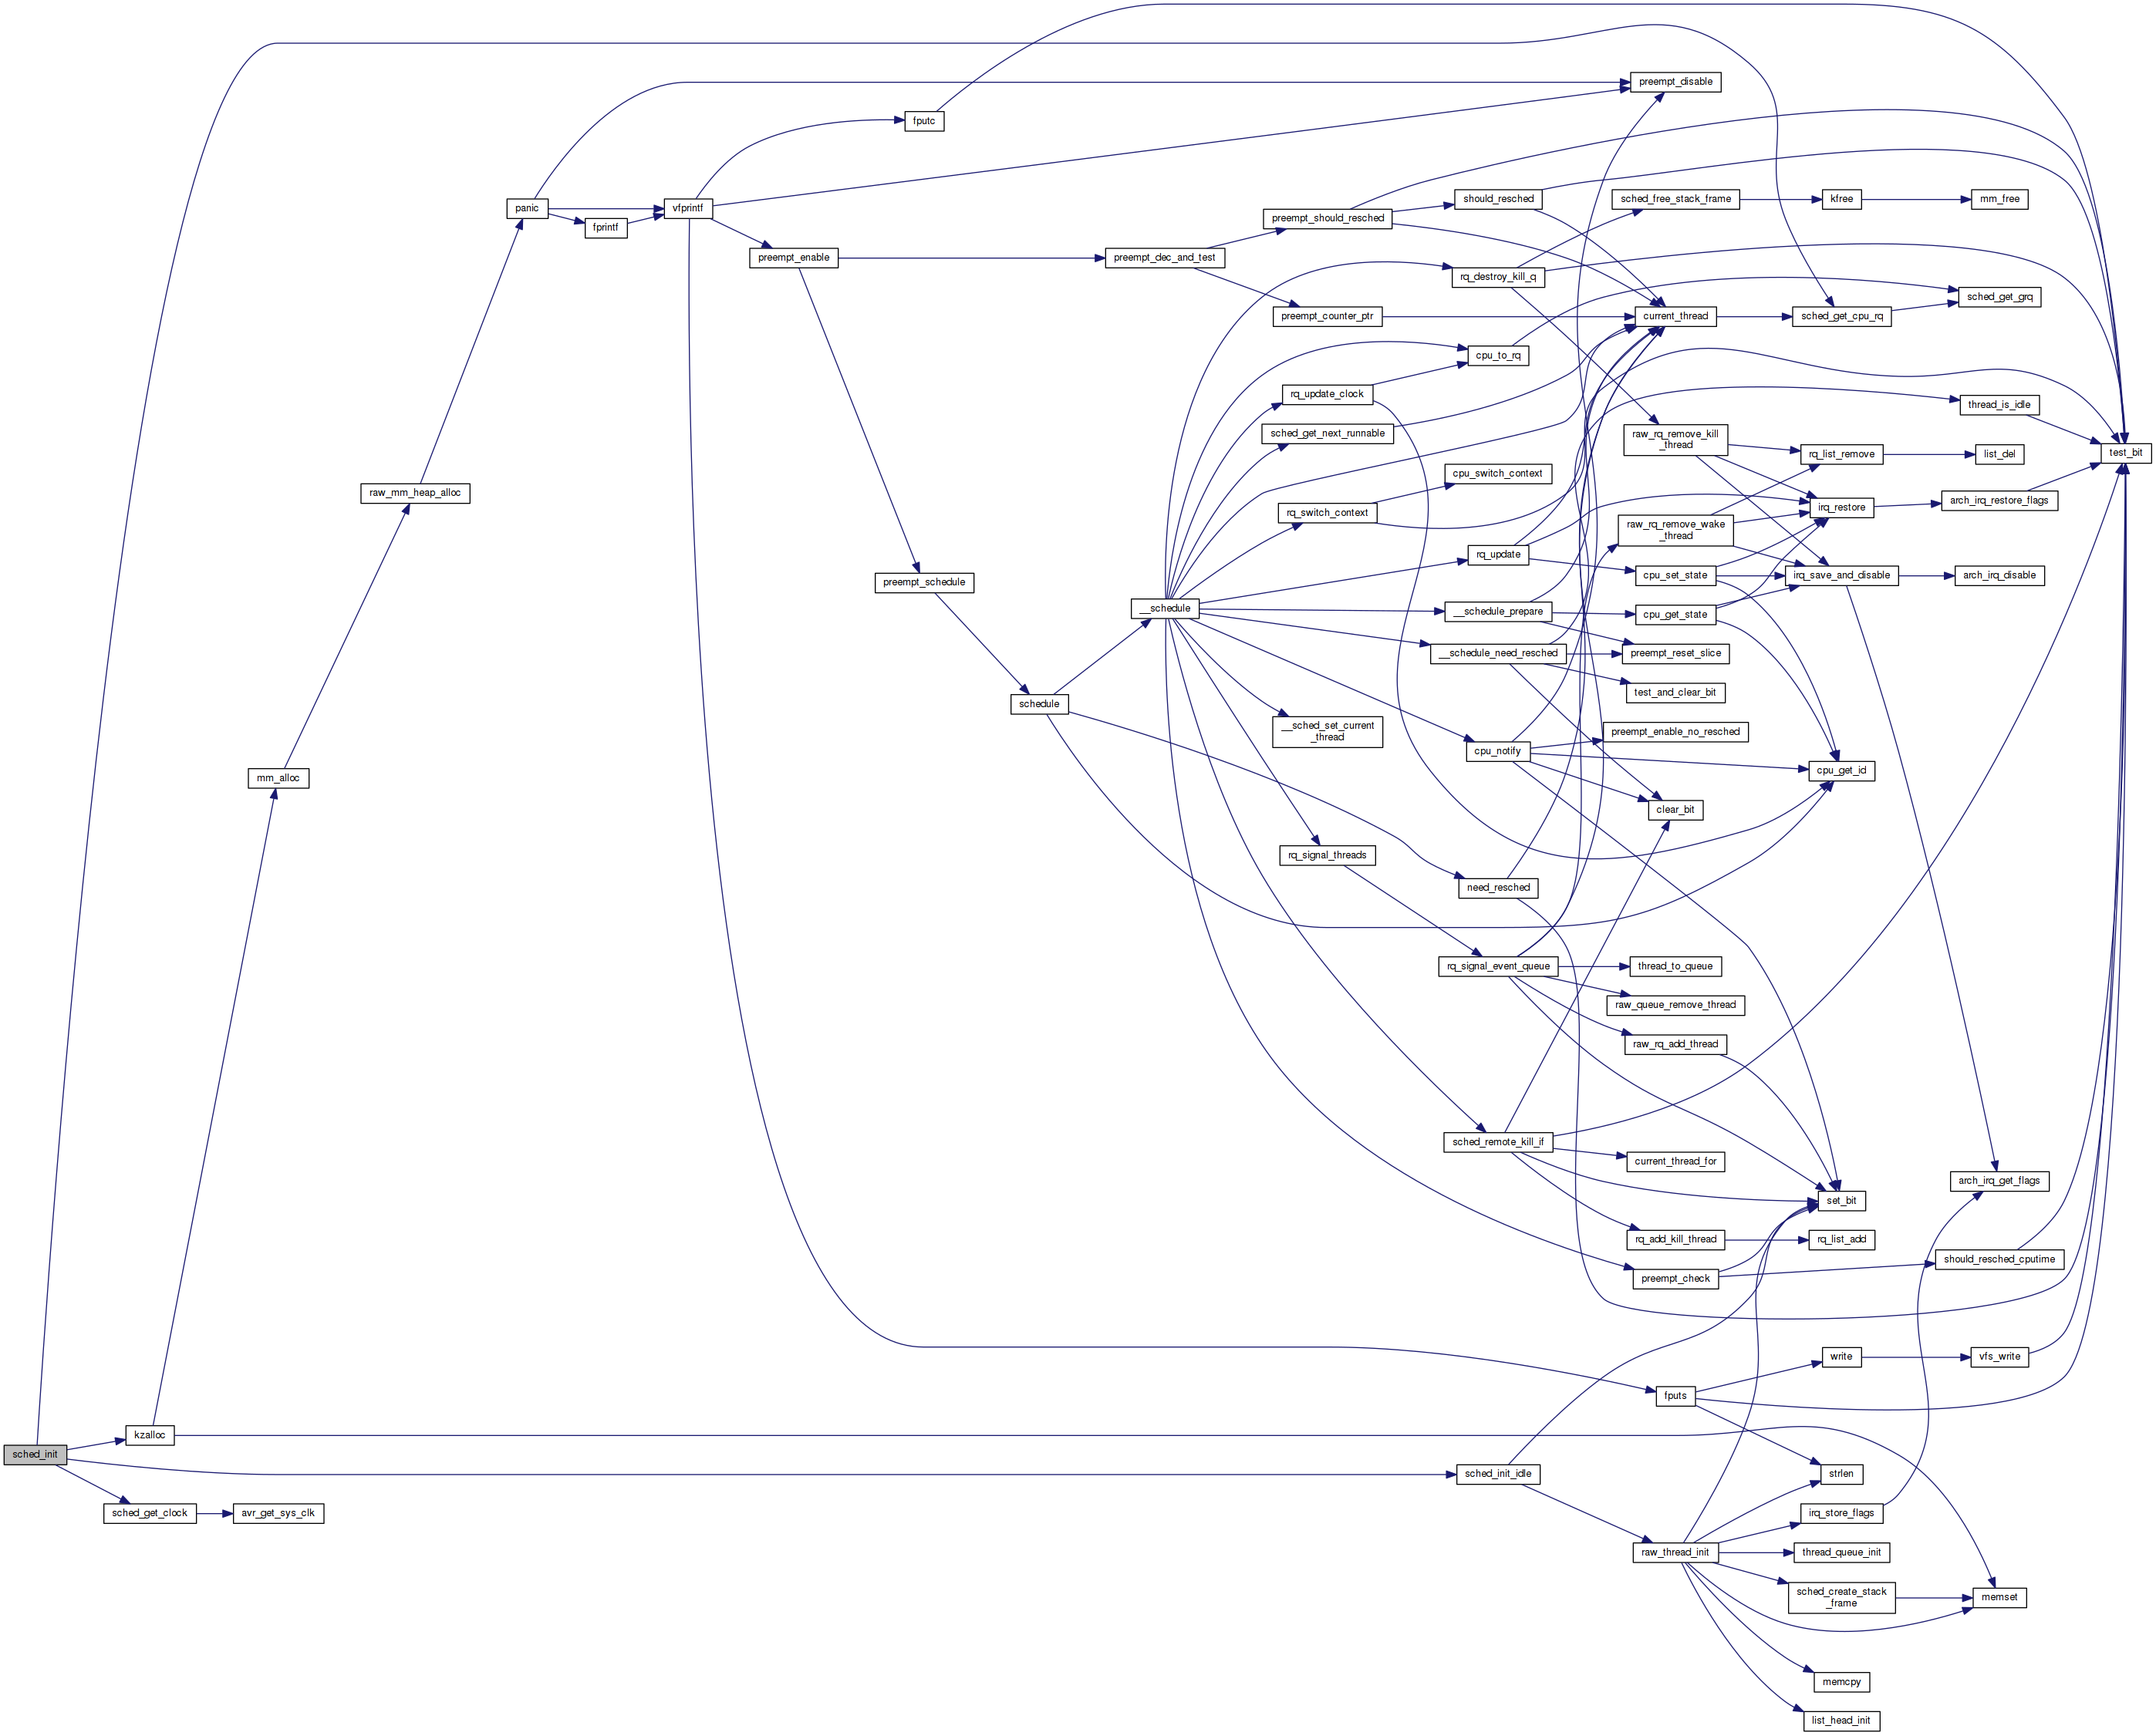 preempt_disable
fputc
should_resched
sched_free_stack_frame
kfree
mm_free
panic
vfprintf
preempt_should_resched
fprintf
preempt_enable
preempt_dec_and_test
rq_destroy_kill_q
sched_get_grq
preempt_counter_ptr
current_thread
sched_get_cpu_rq
cpu_to_rq
rq_update_clock
thread_is_idle
sched_get_next_runnable
raw_rq_remove_kill
_thread
rq_list_remove
list_del
test_bit
cpu_switch_context
raw_mm_heap_alloc
arch_irq_restore_flags
irq_restore
rq_switch_context
raw_rq_remove_wake
_thread
rq_update
preempt_schedule
cpu_set_state
irq_save_and_disable
arch_irq_disable
__schedule
__schedule_prepare
cpu_get_state
__schedule_need_resched
preempt_reset_slice
test_and_clear_bit
schedule
__sched_set_current
_thread
preempt_enable_no_resched
cpu_notify
cpu_get_id
mm_alloc
clear_bit
rq_signal_threads
need_resched
rq_signal_event_queue
thread_to_queue
raw_queue_remove_thread
raw_rq_add_thread
sched_remote_kill_if
current_thread_for
arch_irq_get_flags
set_bit
rq_add_kill_thread
rq_list_add
should_resched_cputime
preempt_check
write
vfs_write
fputs
kzalloc
sched_init
sched_init_idle
strlen
sched_get_clock
avr_get_sys_clk
irq_store_flags
raw_thread_init
thread_queue_init
sched_create_stack
_frame
memset
memcpy
list_head_init